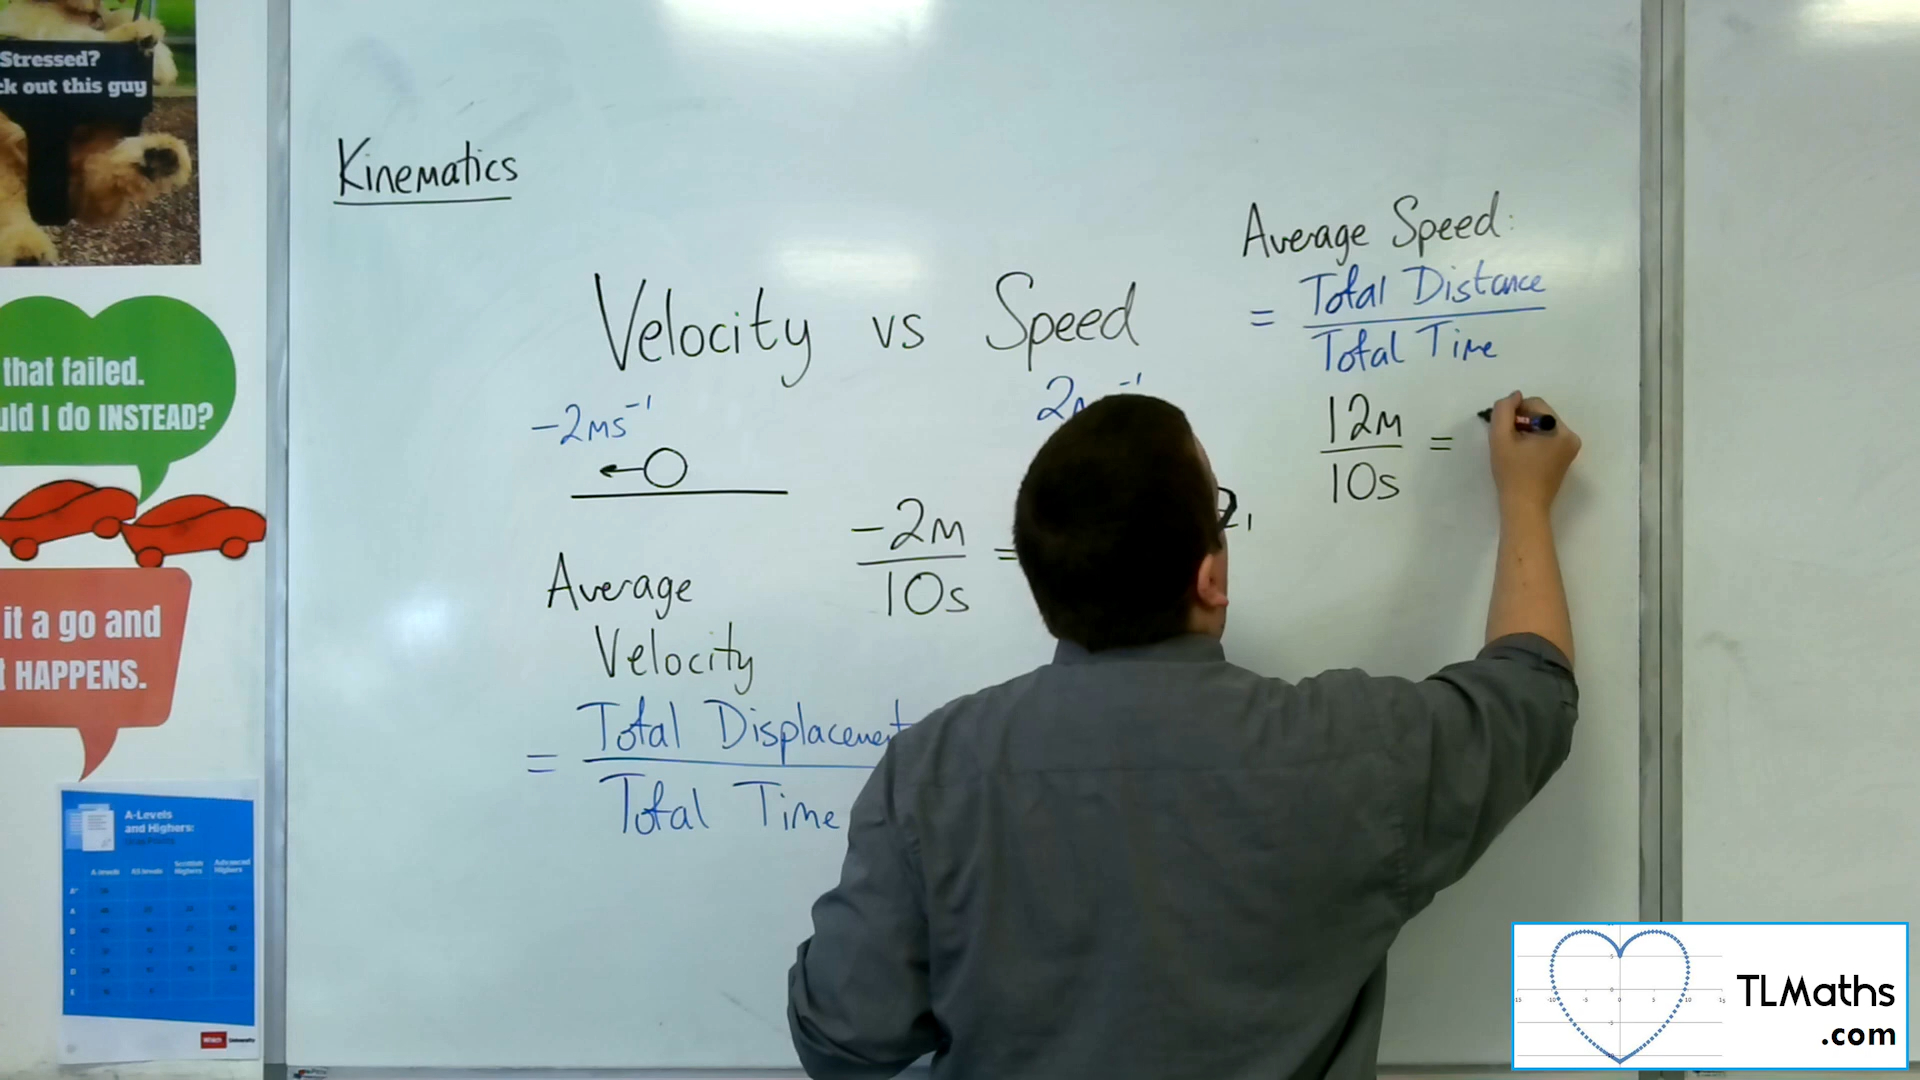 Stressed?
ck out this guy
that failed.
uld I do INSTEAD?
it a go and
HAPPENS.
A-Levels
and Highers:
Kinematics
Velocity vs Speed
-2ms⁻¹
Average
Velocity
= Total Displacement
Total Time
-2m
10s
=
Average Speed:
= Total Distance
Total Time
12m
10s
=
TLMaths
.com